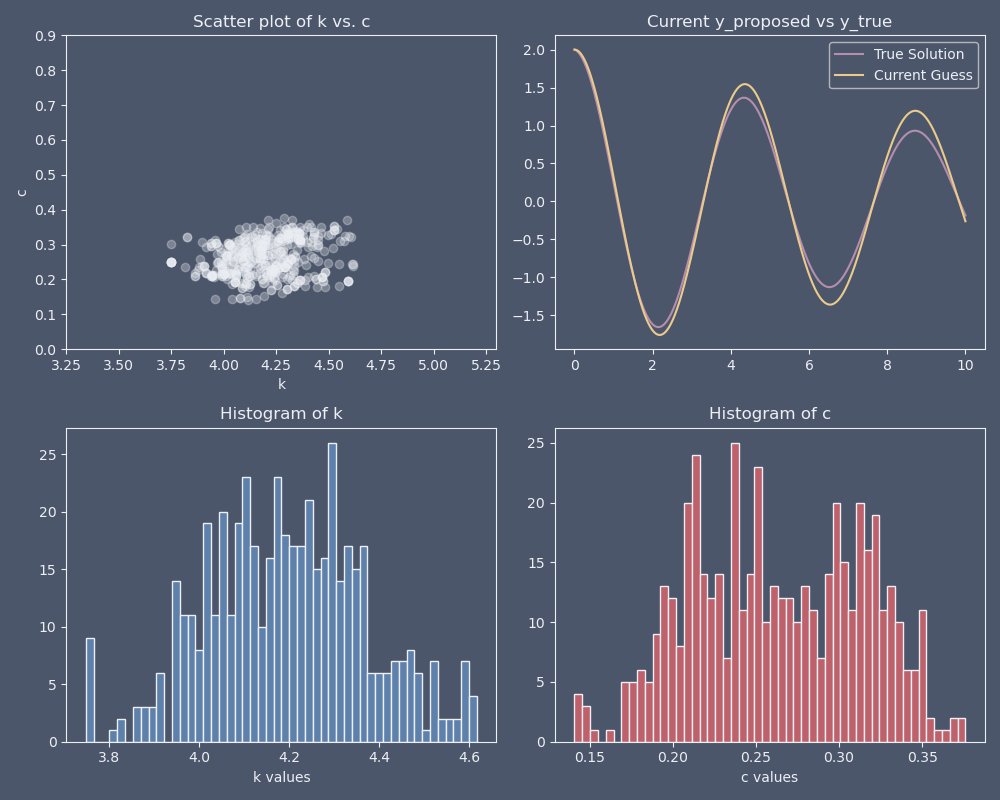 Scatter plot of k vs. c
0.9
0.8
0.7
0.6
0.5
0.4
0.3
0.2
0.1
0.0
c
3.25 3.50 3.75 4.00 4.25 4.50 4.75 5.00 5.25
k
Current y_proposed vs y_true
True Solution
Current Guess
2.0
1.5
1.0
0.5
0.0
−0.5
−1.0
−1.5
0 2 4 6 8 10
Histogram of k
25
20
15
10
5
0
3.8 4.0 4.2 4.4 4.6
k values
Histogram of c
25
20
15
10
5
0
0.15 0.20 0.25 0.30 0.35
c values